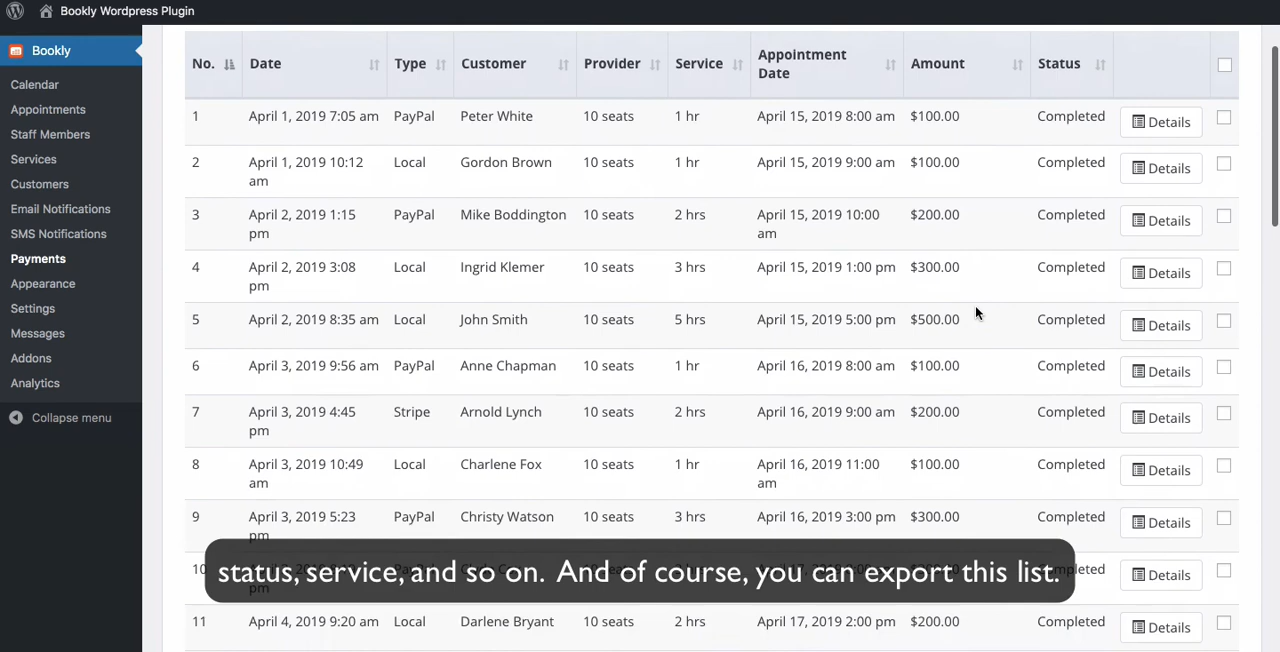 Bookly Wordpress Plugin
Bookly
Calendar
Appointments
Staff Members
Services
Customers
Email Notifications
SMS Notifications
Payments
Appearance
Settings
Messages
Addons
Analytics
Collapse menu
No. Date Type Customer Provider Service Appointment Date Amount Status
1 April 1, 2019 7:05 am PayPal Peter White 10 seats 1 hr April 15, 2019 8:00 am $100.00 Completed Details
2 April 1, 2019 10:12 am Local Gordon Brown 10 seats 1 hr April 15, 2019 9:00 am $100.00 Completed Details
3 April 2, 2019 1:15 pm PayPal Mike Boddington 10 seats 2 hrs April 15, 2019 10:00 am $200.00 Completed Details
4 April 2, 2019 3:08 pm Local Ingrid Klemer 10 seats 3 hrs April 15, 2019 1:00 pm $300.00 Completed Details
5 April 2, 2019 8:35 am Local John Smith 10 seats 5 hrs April 15, 2019 5:00 pm $500.00 Completed Details
6 April 3, 2019 9:56 am PayPal Anne Chapman 10 seats 1 hr April 16, 2019 8:00 am $100.00 Completed Details
7 April 3, 2019 4:45 pm Stripe Arnold Lynch 10 seats 2 hrs April 16, 2019 9:00 am $200.00 Completed Details
8 April 3, 2019 10:49 am Local Charlene Fox 10 seats 1 hr April 16, 2019 11:00 am $100.00 Completed Details
9 April 3, 2019 5:23 pm PayPal Christy Watson 10 seats 3 hrs April 16, 2019 3:00 pm $300.00 Completed Details
10 Details
status, service, and so on. And of course, you can export this list.
11 April 4, 2019 9:20 am Local Darlene Bryant 10 seats 2 hrs April 17, 2019 2:00 pm $200.00 Completed Details